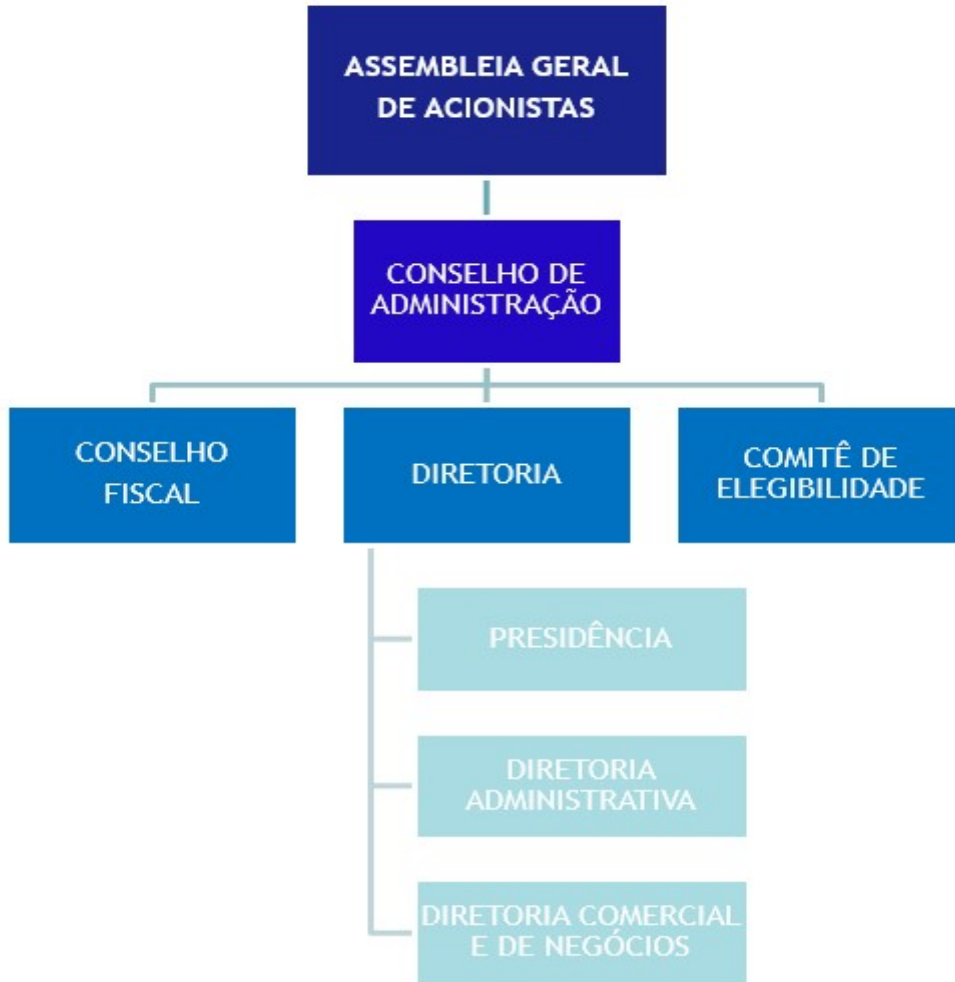 ASSEMBLEIA GERAL
DE ACIONISTAS
CONSELHO DE
ADMINISTRAÇÃO
CONSELHO
FISCAL
DIRETORIA
COMITÊ DE
ELEGIBILIDADE
PRESIDÊNCIA
DIRETORIA
ADMINISTRATIVA
DIRETORIA COMERCIAL
E DE NEGÓCIOS